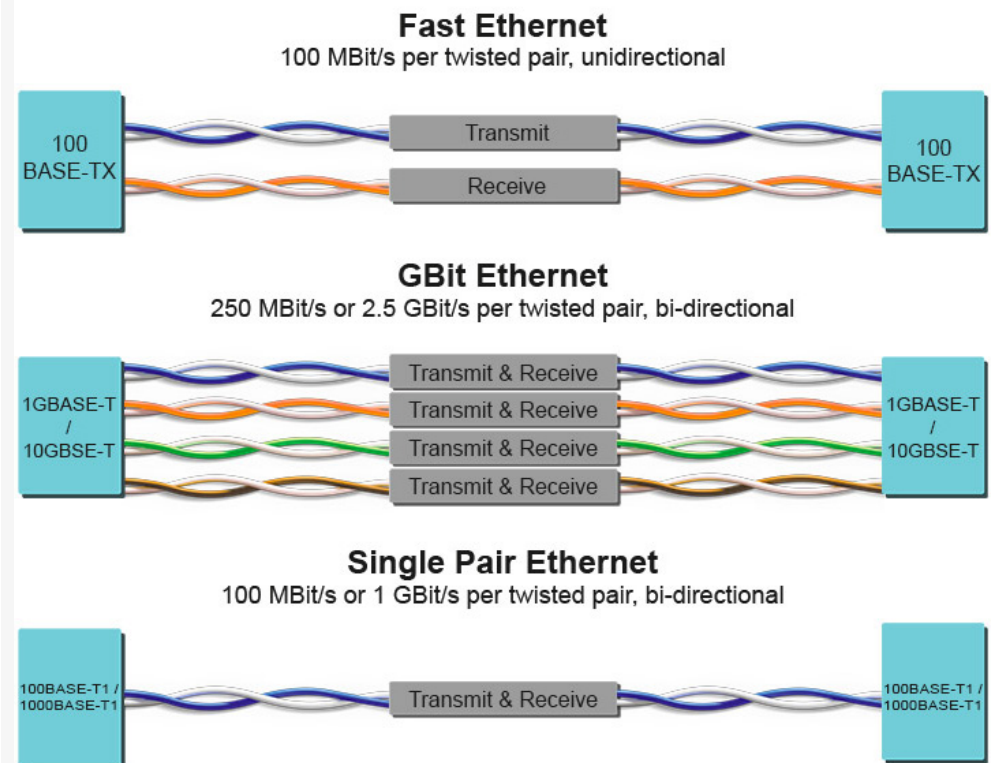 Fast Ethernet
100 MBit/s per twisted pair, unidirectional
100
BASE-TX
Transmit
Receive
100
BASE-TX
GBit Ethernet
250 MBit/s or 2.5 GBit/s per twisted pair, bi-directional
1GBASE-T
/
10GBSE-T
Transmit & Receive
Transmit & Receive
Transmit & Receive
Transmit & Receive
1GBASE-T
/
10GBSE-T
Single Pair Ethernet
100 MBit/s or 1 GBit/s per twisted pair, bi-directional
100BASE-T1 /
1000BASE-T1
Transmit & Receive
100BASE-T1 /
1000BASE-T1